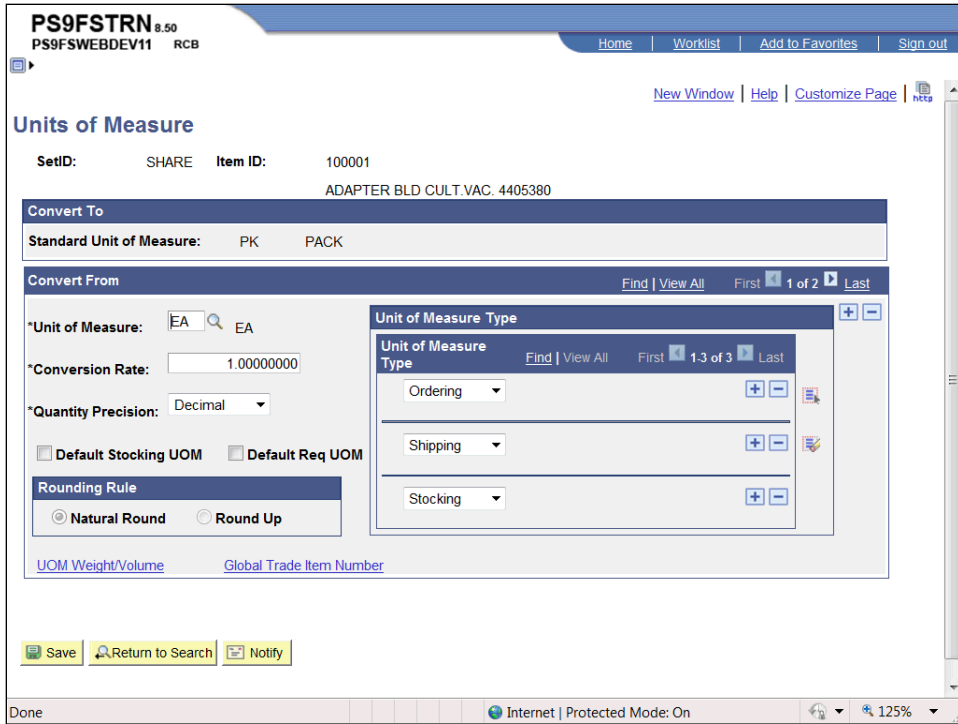 PS9FSTRN 8.50
PS9FSWEBDEV11 RCB
Home | Worklist | Add to Favorites | Sign out
New Window | Help | Customize Page | http
Units of Measure
SetID: SHARE Item ID: 100001
ADAPTER BLD CULT.VAC. 4405380
Convert To
Standard Unit of Measure: PK PACK
Convert From Find | View All First 1 of 2 Last
*Unit of Measure: EA EA
*Conversion Rate: 1.00000000
*Quantity Precision: Decimal
Default Stocking UOM Default Req UOM
Rounding Rule
Natural Round Round Up
Unit of Measure Type
Unit of Measure Type Find | View All First 1-3 of 3 Last
Ordering
Shipping
Stocking
UOM Weight/Volume Global Trade Item Number
Save Return to Search Notify
Done Internet | Protected Mode: On 125%